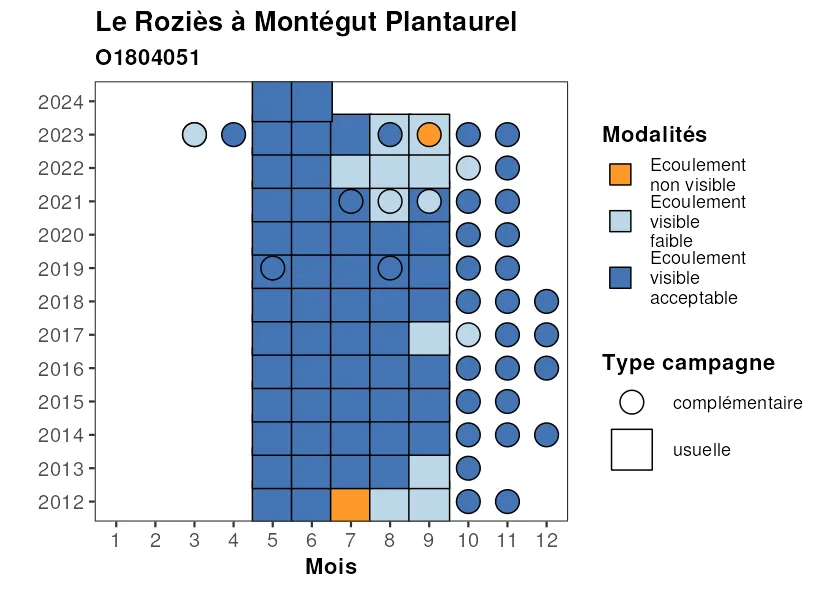 Le Roziès à Montégut Plantaurel
O1804051
2024
2023
2022
2021
2020
2019
2018
2017
2016
2015
2014
2013
2012
1 2 3 4 5 6 7 8 9 10 11 12
Mois
Modalités
Ecoulement
non visible
Ecoulement
visible
faible
Ecoulement
visible
acceptable
Type campagne
complémentaire
usuelle